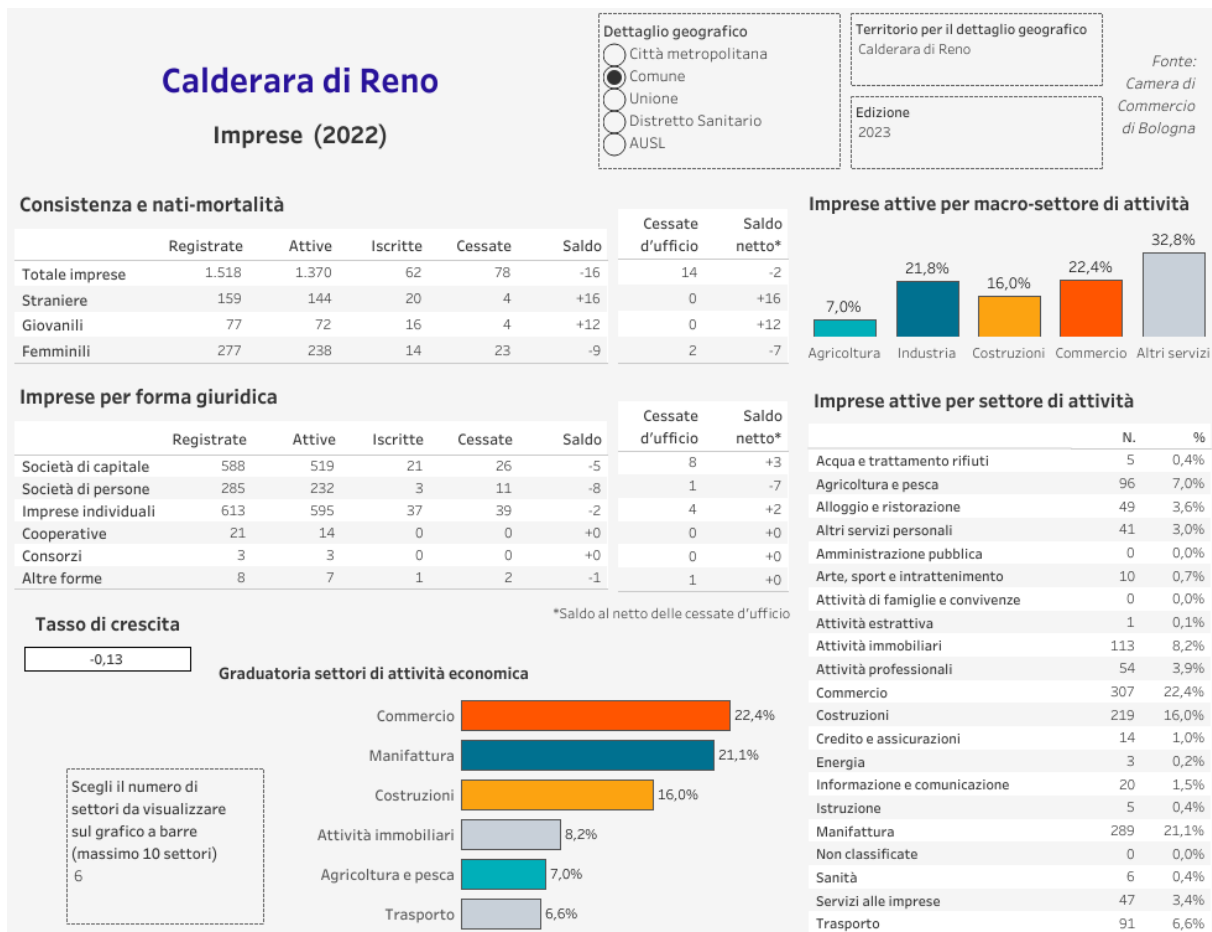 Calderara di Reno
Imprese (2022)
Dettaglio geografico
Città metropolitana
Comune
Unione
Distretto Sanitario
AUSL
Territorio per il dettaglio geografico
Calderara di Reno
Edizione
2023
Fonte:
Camera di
Commercio
di Bologna
Consistenza e nati-mortalità
Registrate Attive Iscritte Cessate Saldo Cessate d'ufficio Saldo netto*
Totale imprese 1.518 1.370 62 78 -16 14 -2
Straniere 159 144 20 4 +16 0 +16
Giovanili 77 72 16 4 +12 0 +12
Femminili 277 238 14 23 -9 2 -7
Imprese per forma giuridica
Registrate Attive Iscritte Cessate Saldo Cessate d'ufficio Saldo netto*
Società di capitale 588 519 21 26 -5 8 +3
Società di persone 285 232 3 11 -8 1 -7
Imprese individuali 613 595 37 39 -2 4 +2
Cooperative 21 14 0 0 +0 0 +0
Consorzi 3 3 0 0 +0 0 +0
Altre forme 8 7 1 2 -1 1 +0
*Saldo al netto delle cessate d'ufficio
Tasso di crescita
-0,13
Graduatoria settori di attività economica
Commercio 22,4%
Manifattura 21,1%
Costruzioni 16,0%
Attività immobiliari 8,2%
Agricoltura e pesca 7,0%
Trasporto 6,6%
Scegli il numero di
settori da visualizzare
sul grafico a barre
(massimo 10 settori)
6
Imprese attive per macro-settore di attività
7,0% 21,8% 16,0% 22,4% 32,8%
Agricoltura Industria Costruzioni Commercio Altri servizi
Imprese attive per settore di attività
N. %
Acqua e trattamento rifiuti 5 0,4%
Agricoltura e pesca 96 7,0%
Alloggio e ristorazione 49 3,6%
Altri servizi personali 41 3,0%
Amministrazione pubblica 0 0,0%
Arte, sport e intrattenimento 10 0,7%
Attività di famiglie e convivenze 0 0,0%
Attività estrattiva 1 0,1%
Attività immobiliari 113 8,2%
Attività professionali 54 3,9%
Commercio 307 22,4%
Costruzioni 219 16,0%
Credito e assicurazioni 14 1,0%
Energia 3 0,2%
Informazione e comunicazione 20 1,5%
Istruzione 5 0,4%
Manifattura 289 21,1%
Non classificate 0 0,0%
Sanità 6 0,4%
Servizi alle imprese 47 3,4%
Trasporto 91 6,6%